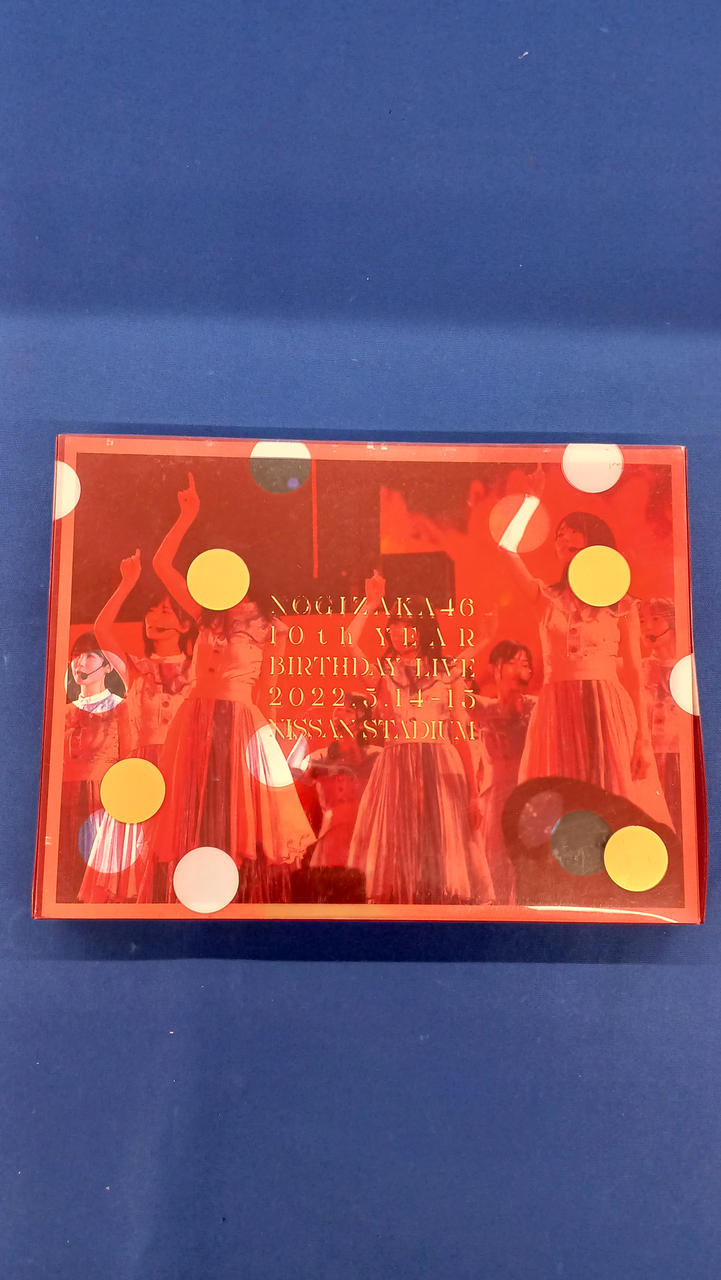 NOGIZAKA46
10th YEAR
BIRTHDAY LIVE
2022.5.14-15
NISSAN STADIUM